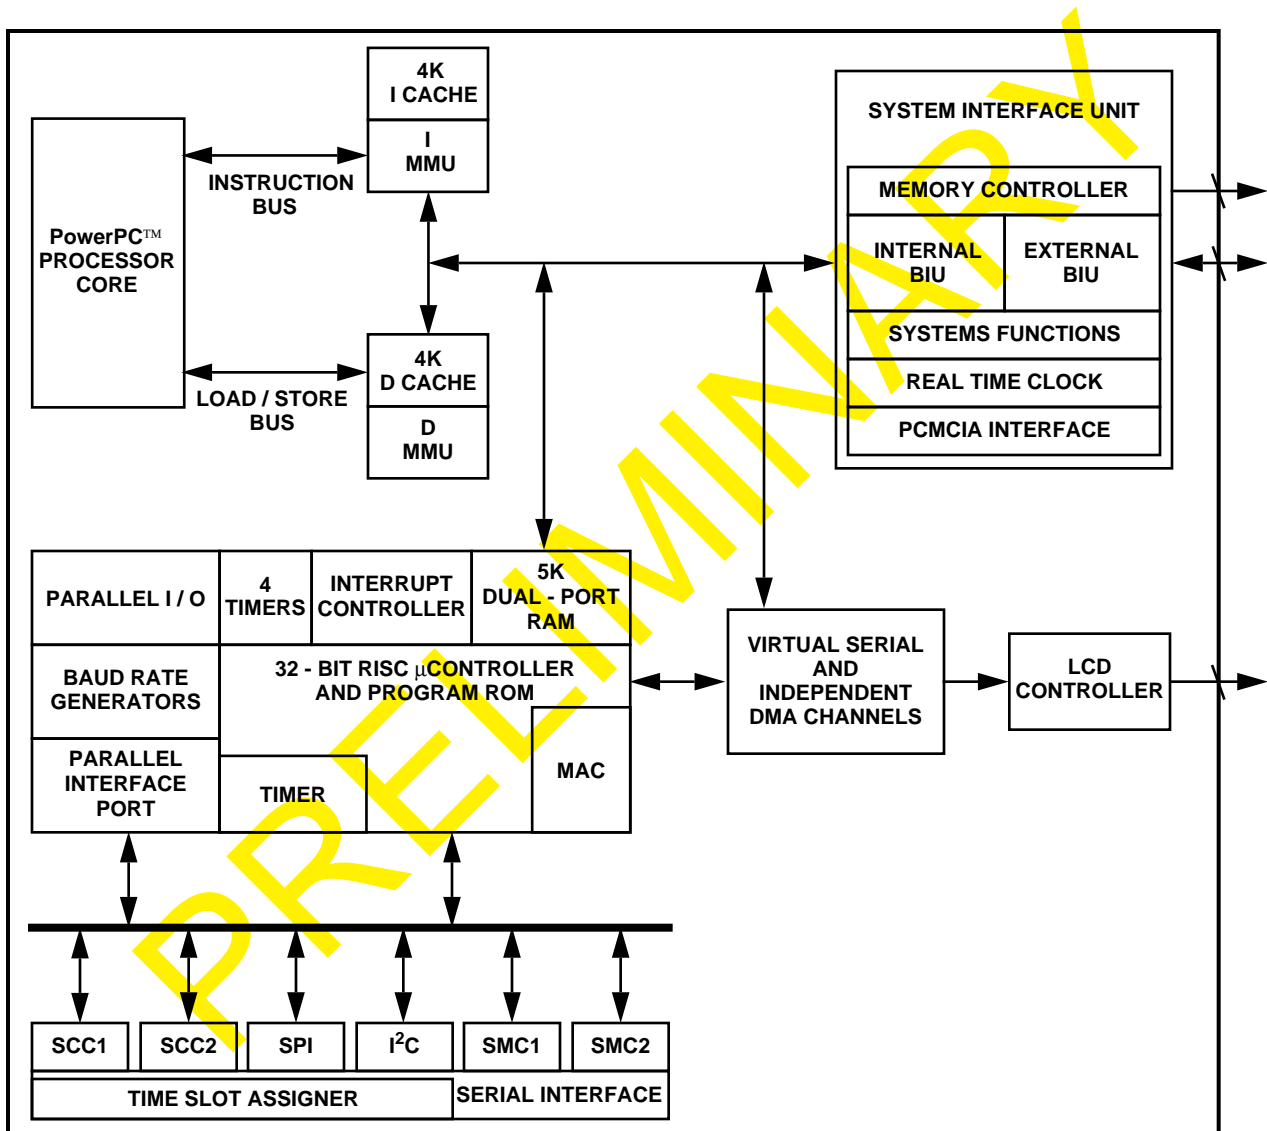 4K
I CACHE
I
MMU
PowerPC™
PROCESSOR
CORE
INSTRUCTION
BUS
LOAD / STORE
BUS
4K
D CACHE
D
MMU
SYSTEM INTERFACE UNIT
MEMORY CONTROLLER
INTERNAL
BIU
EXTERNAL
BIU
SYSTEMS FUNCTIONS
REAL TIME CLOCK
PCMCIA INTERFACE
PARALLEL I / O
4
TIMERS
INTERRUPT
CONTROLLER
5K
DUAL - PORT
RAM
BAUD RATE
GENERATORS
32 - BIT RISC µCONTROLLER
AND PROGRAM ROM
PARALLEL
INTERFACE
PORT
TIMER
MAC
VIRTUAL SERIAL
AND
INDEPENDENT
DMA CHANNELS
LCD
CONTROLLER
SCC1
SCC2
SPI
I²C
SMC1
SMC2
TIME SLOT ASSIGNER
SERIAL INTERFACE
PRELIMINARY